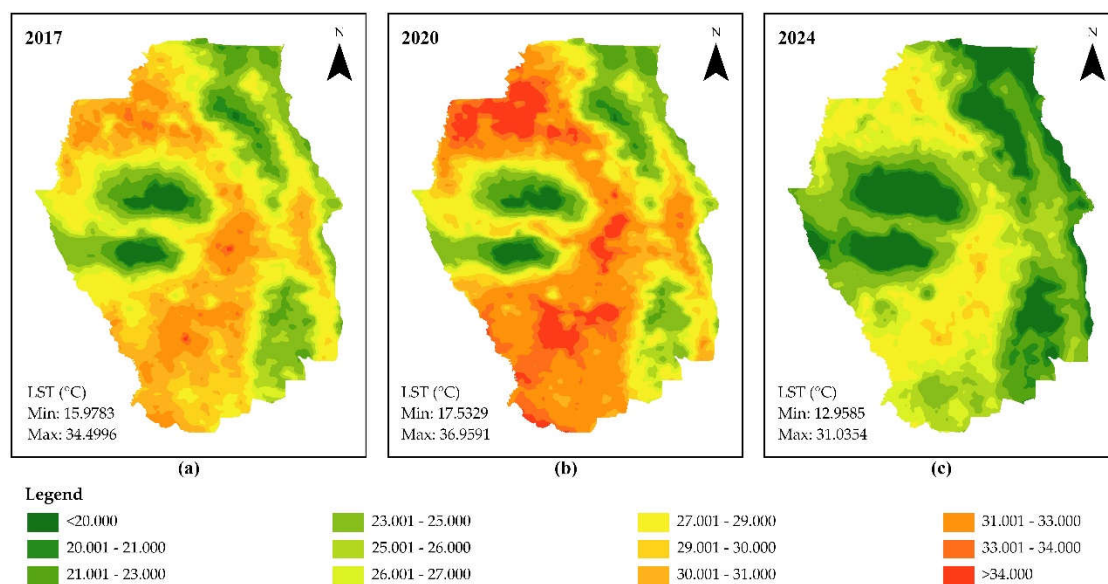 2017
N
LST (°C)
Min: 15.9783
Max: 34.4996
(a)
2020
N
LST (°C)
Min: 17.5329
Max: 36.9591
(b)
2024
N
LST (°C)
Min: 12.9585
Max: 31.0354
(c)
Legend
<20.000
20.001 - 21.000
21.001 - 23.000
23.001 - 25.000
25.001 - 26.000
26.001 - 27.000
27.001 - 29.000
29.001 - 30.000
30.001 - 31.000
31.001 - 33.000
33.001 - 34.000
>34.000